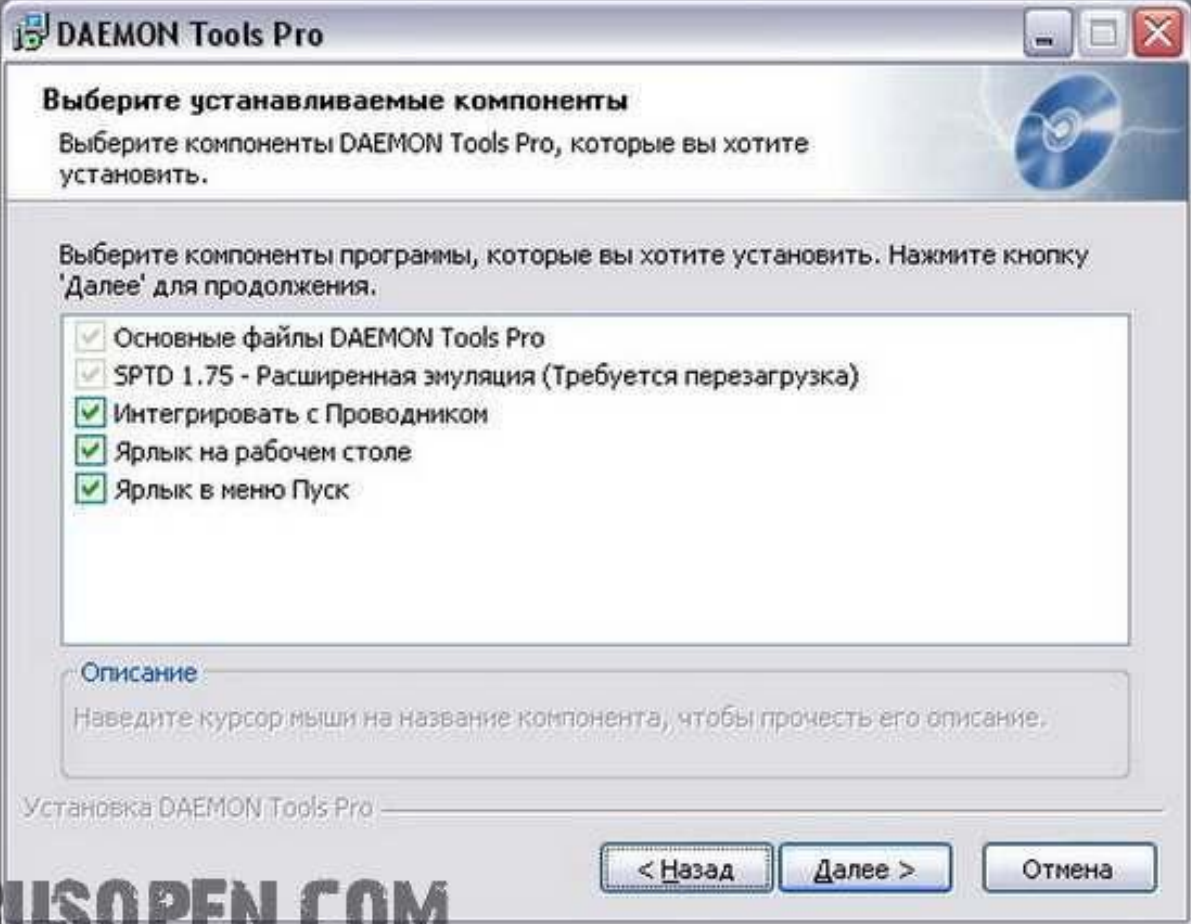 DAEMON Tools Pro
Выберите устанавливаемые компоненты
Выберите компоненты DAEMON Tools Pro, которые вы хотите
установить.
Выберите компоненты программы, которые вы хотите установить. Нажмите кнопку
'Далее' для продолжения.
Основные файлы DAEMON Tools Pro
SPTD 1.75 - Расширенная эмуляция (Требуется перезагрузка)
Интегрировать с Проводником
Ярлык на рабочем столе
Ярлык в меню Пуск
Описание
Наведите курсор мыши на название компонента, чтобы прочесть его описание.
Установка DAEMON Tools Pro
< Назад
Далее >
Отмена
RUSOPEN.COM